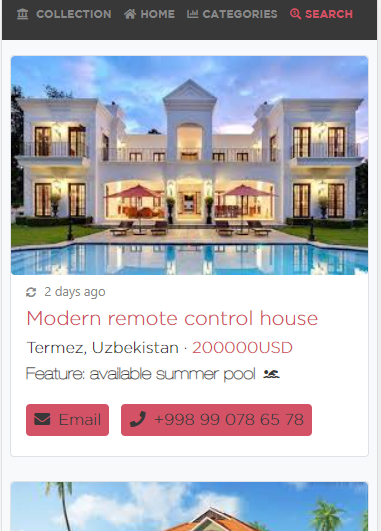 COLLECTION HOME CATEGORIES SEARCH
2 days ago
Modern remote control house
Termez, Uzbekistan · 200000USD
Feature: available summer pool
Email +998 99 078 65 78